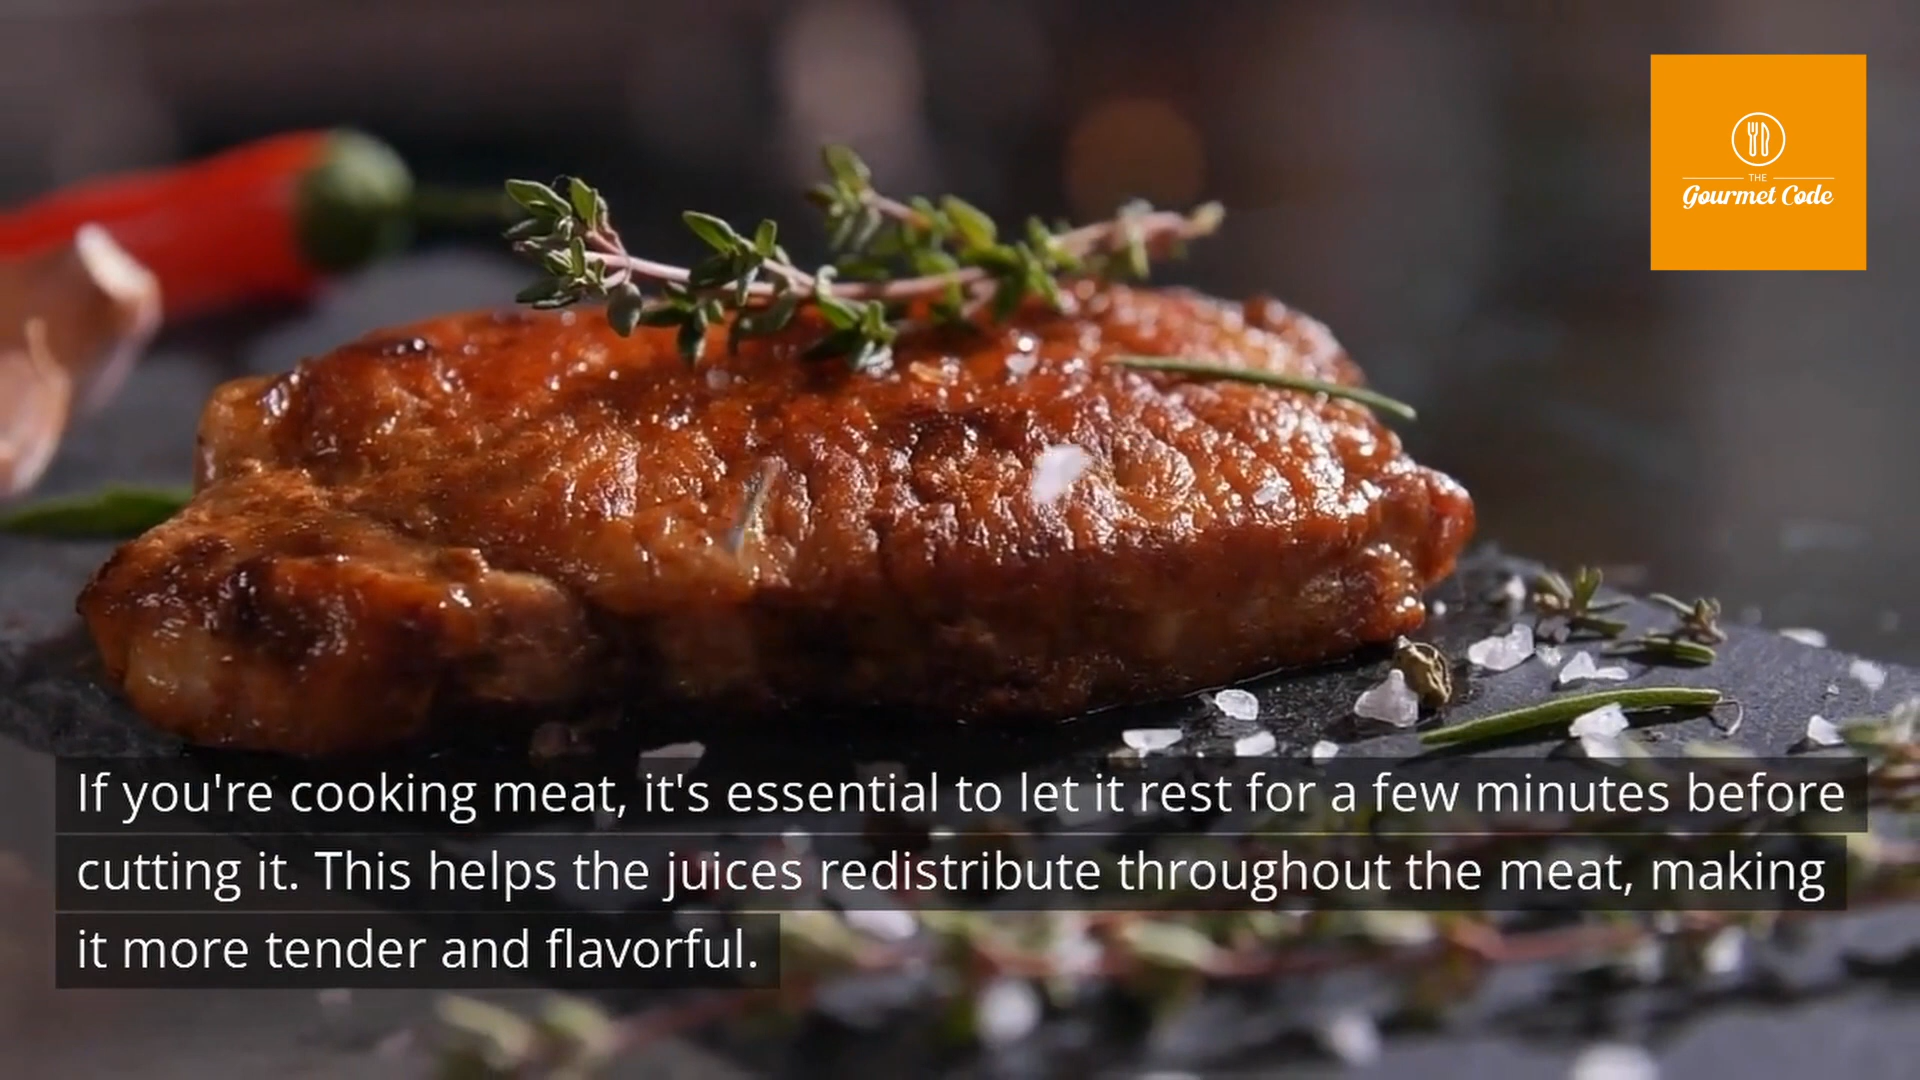 THE
Gourmet Code
If you're cooking meat, it's essential to let it rest for a few minutes before
cutting it. This helps the juices redistribute throughout the meat, making
it more tender and flavorful.